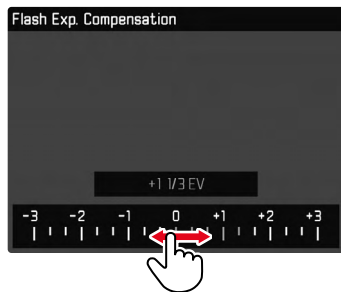 Flash Exp. Compensation
+1 1/3 EV
-3 -2 -1 0 +1 +2 +3